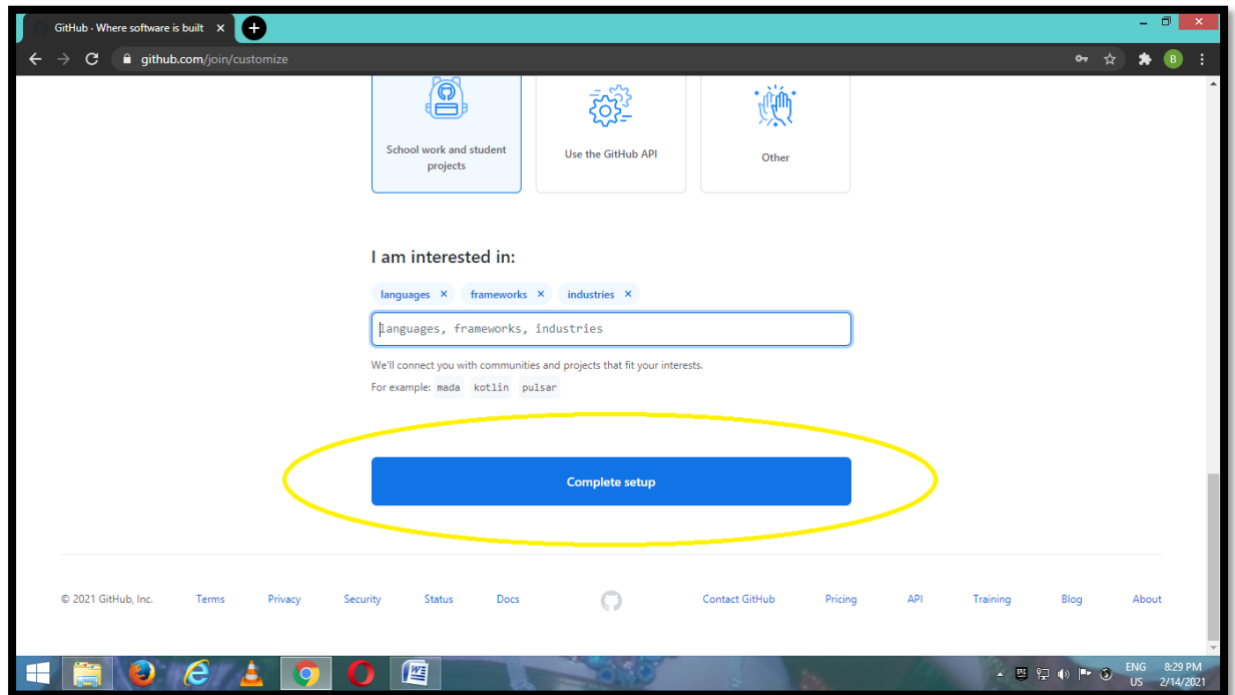 GitHub · Where software is built
github.com/join/customize
B
School work and student
projects
Use the GitHub API
Other
I am interested in:
languages × frameworks × industries ×
languages, frameworks, industries
We'll connect you with communities and projects that fit your interests.
For example: mada kotlin pulsar
Complete setup
© 2021 GitHub, Inc. Terms Privacy Security Status Docs Contact GitHub Pricing API Training Blog About
ENG 8:29 PM
US 2/14/2021